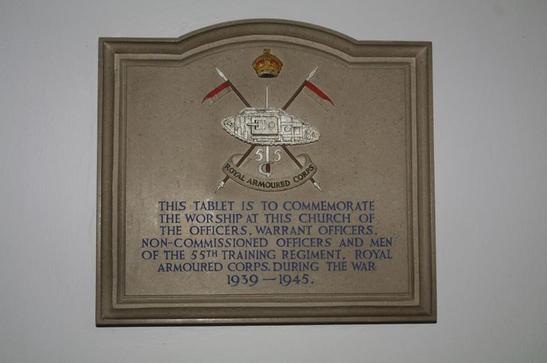 55
ROYAL ARMOURED CORPS
THIS TABLET IS TO COMMEMORATE
THE WORSHIP AT THIS CHURCH OF
THE OFFICERS, WARRANT OFFICERS,
NON-COMMISSIONED OFFICERS AND MEN
OF THE 55TH TRAINING REGIMENT, ROYAL
ARMOURED CORPS, DURING THE WAR
1939-1945.